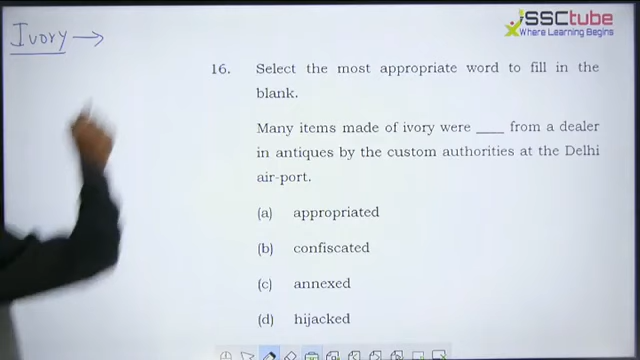 Ivory →
SSCtube
Where Learning Begins
16. Select the most appropriate word to fill in the
blank.
Many items made of ivory were ____ from a dealer
in antiques by the custom authorities at the Delhi
air-port.
(a) appropriated
(b) confiscated
(c) annexed
(d) hijacked